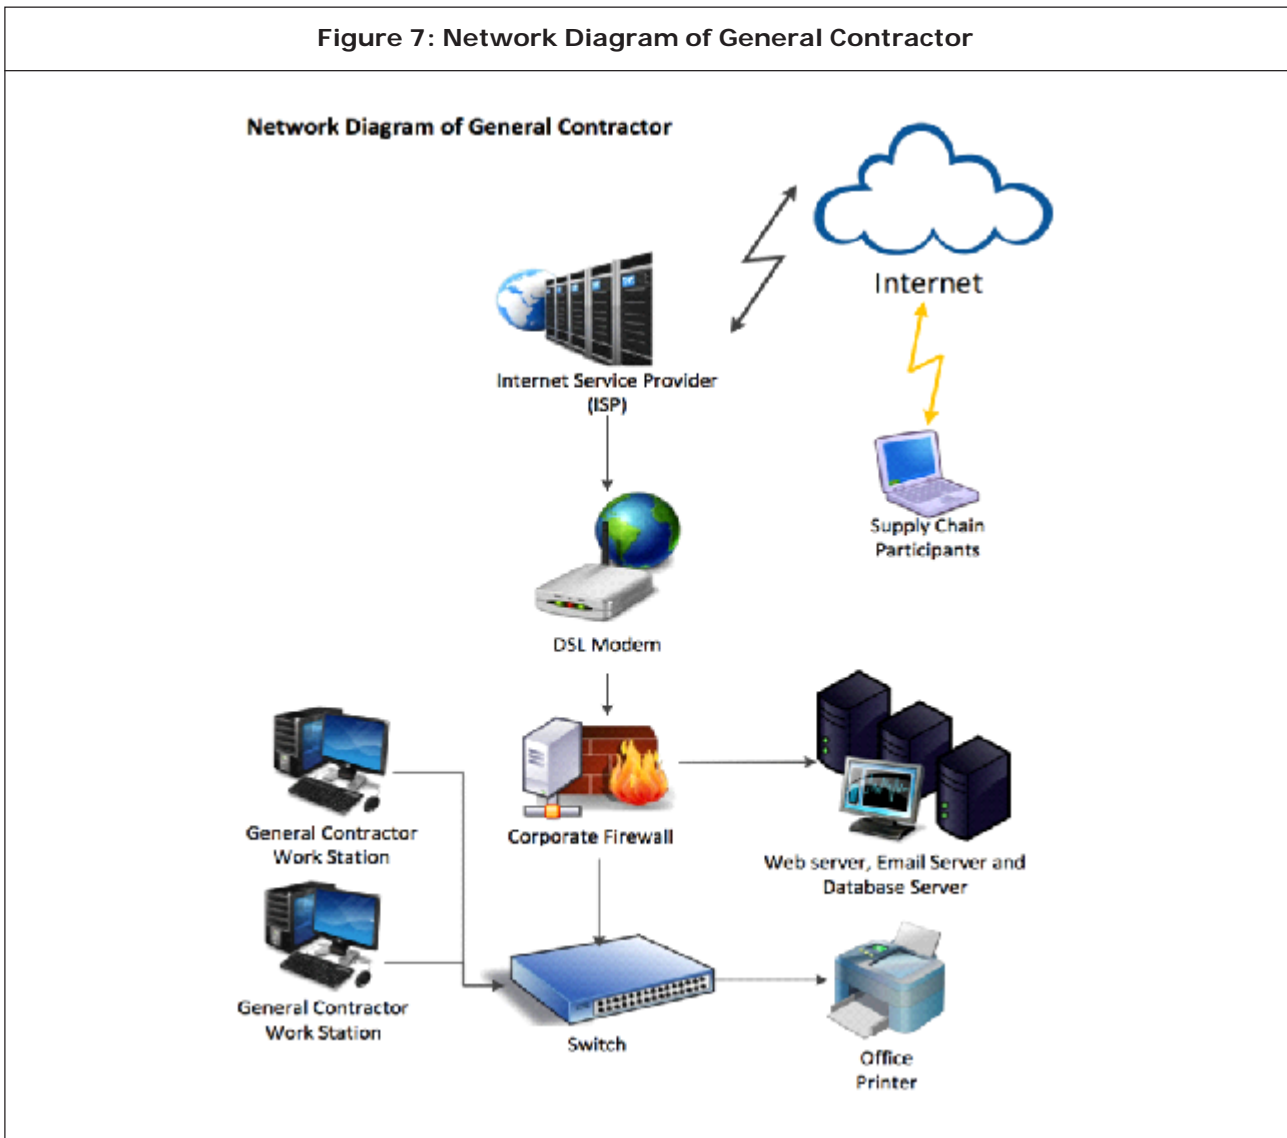 Figure 7: Network Diagram of General Contractor
Network Diagram of General Contractor
Internet
Internet Service Provider
(ISP)
Supply Chain
Participants
DSL Modem
General Contractor
Work Station
Corporate Firewall
Web server, Email Server and
Database Server
General Contractor
Work Station
Switch
Office
Printer